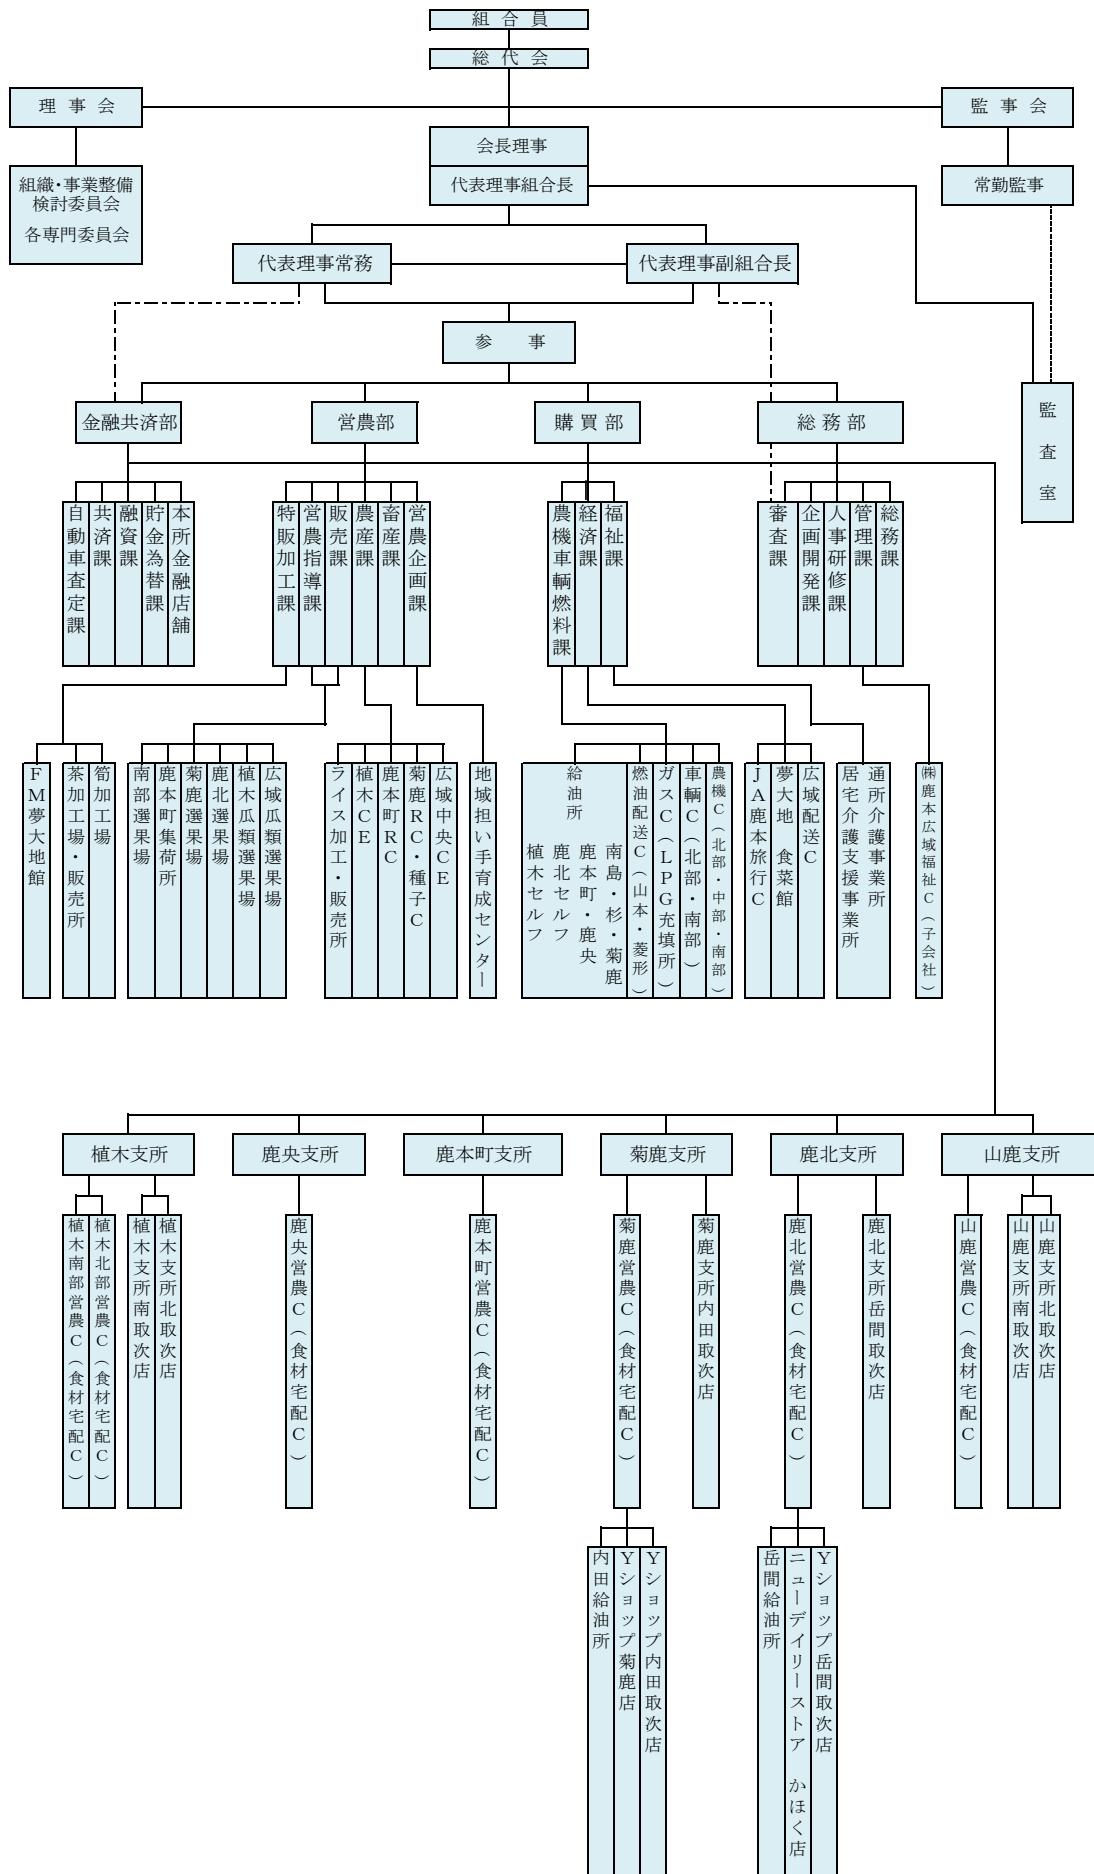 組合員
総代会
理事会
監事会
会長理事
代表理事組合長
組織・事業整備
検討委員会
各専門委員会
常勤監事
代表理事常務
代表理事副組合長
参　事
監査室
金融共済部
営農部
購買部
総務部
自動車査定課
共済課
融資課
貯金為替課
本所金融店舗
特販加工課
営農指導課
販売課
農産課
畜産課
営農企画課
農機車輌燃料課
経済課
福祉課
審査課
企画開発課
人事研修課
管理課
総務課
FM夢大地館
茶加工場・販売所
筍加工場
南部選果場
鹿本町集荷所
菊鹿選果場
鹿北選果場
植木瓜類選果場
広域瓜類選果場
ライス加工・販売所
植木CE
鹿本町RC
菊鹿RC・種子C
広域中央CE
地域担い手育成センター
給油所
南島・杉・菊鹿
鹿本町・鹿央
鹿北セルフ
植木セルフ
燃油配送C（山本・菱形）
ガスC（LPG充填所）
車輌C（北部・南部）
農機C（北部・中部・南部）
JA鹿本旅行C
夢大地　食菜館
広域配送C
通所介護事業所
居宅介護支援事業所
㈱鹿本広域福祉C（子会社）
植木支所
鹿央支所
鹿本町支所
菊鹿支所
鹿北支所
山鹿支所
植木南部営農C（食材宅配C）
植木北部営農C（食材宅配C）
植木支所南取次店
植木支所北取次店
鹿央営農C（食材宅配C）
鹿本町営農C（食材宅配C）
菊鹿営農C（食材宅配C）
菊鹿支所内田取次店
鹿北営農C（食材宅配C）
鹿北支所岳間取次店
山鹿営農C（食材宅配C）
山鹿支所南取次店
山鹿支所北取次店
内田給油所
Yショップ菊鹿店
Yショップ内田取次店
岳間給油所
ニューデイリーストア　かほく店
Yショップ岳間取次店